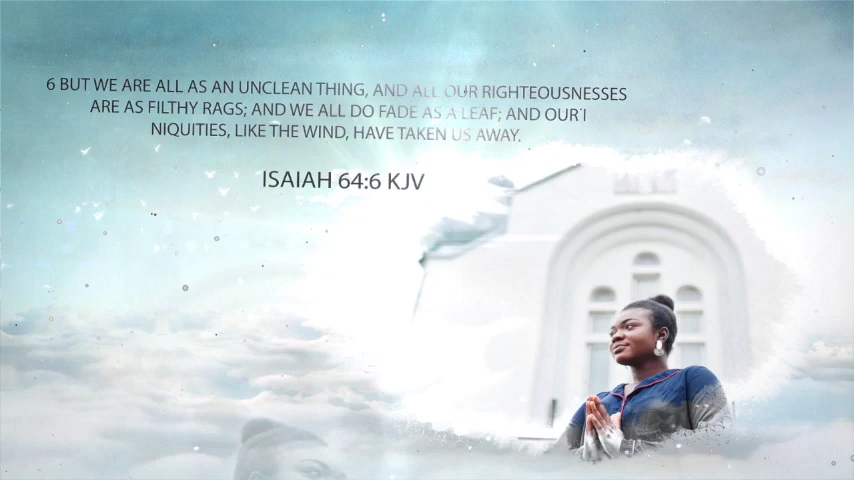 6 BUT WE ARE ALL AS AN UNCLEAN THING, AND ALL OUR RIGHTEOUSNESSES
ARE AS FILTHY RAGS; AND WE ALL DO FADE AS A LEAF; AND OUR I
NIQUITIES, LIKE THE WIND, HAVE TAKEN US AWAY.
ISAIAH 64:6 KJV